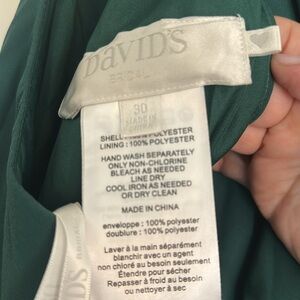 DAVID'S
BRIDAL
30
MADE IN
SHELL: 100% POLYESTER
LINING : 100% POLYESTER
HAND WASH SEPARATELY
ONLY NON-CHLORINE
BLEACH AS NEEDED
LINE DRY
COOL IRON AS NEEDED
OR DRY CLEAN
MADE IN CHINA
enveloppe : 100% polyester
doublure : 100% polyester
Laver à la main séparément
blanchir avec un agent
non chloré au besoin seulement
Étendre pour sécher
Repasser à froid au besoin
ou nettoyer à sec